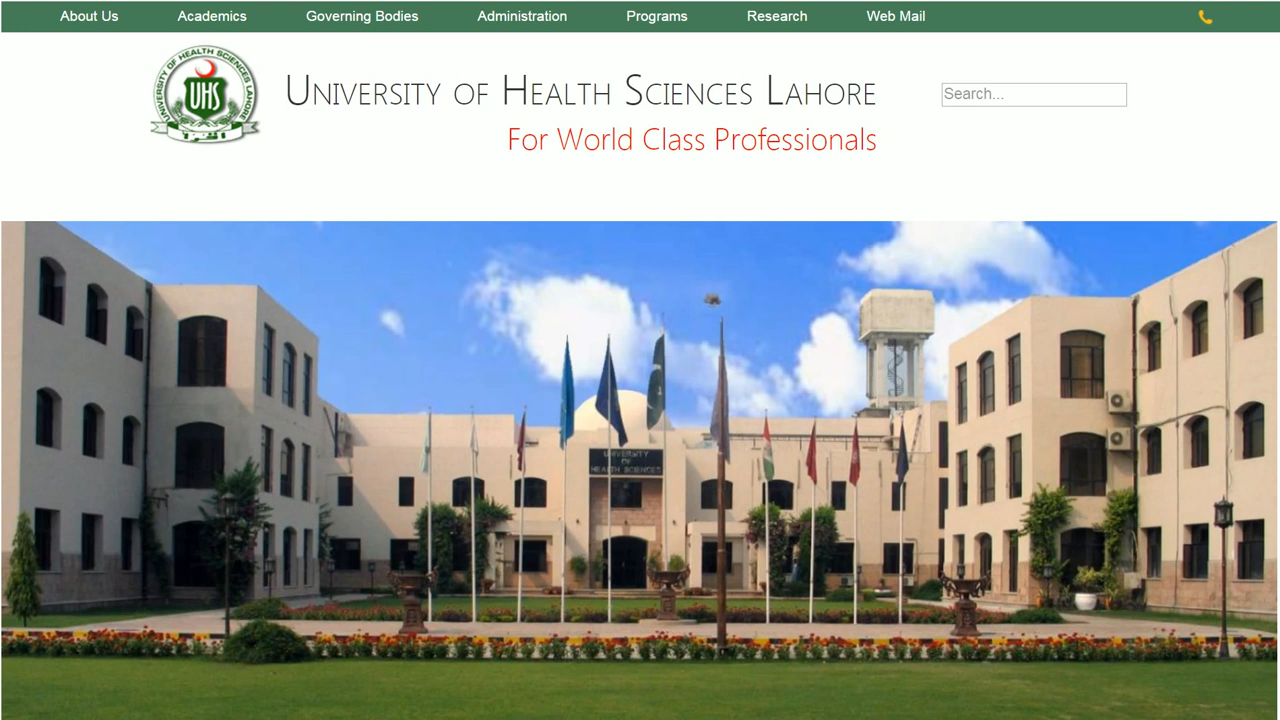 About Us
Academics
Governing Bodies
Administration
Programs
Research
Web Mail
UNIVERSITY OF HEALTH SCIENCES LAHORE
UHS
اقرأ
UNIVERSITY OF HEALTH SCIENCES LAHORE
For World Class Professionals
Search...
UNIVERSITY
OF
HEALTH SCIENCES